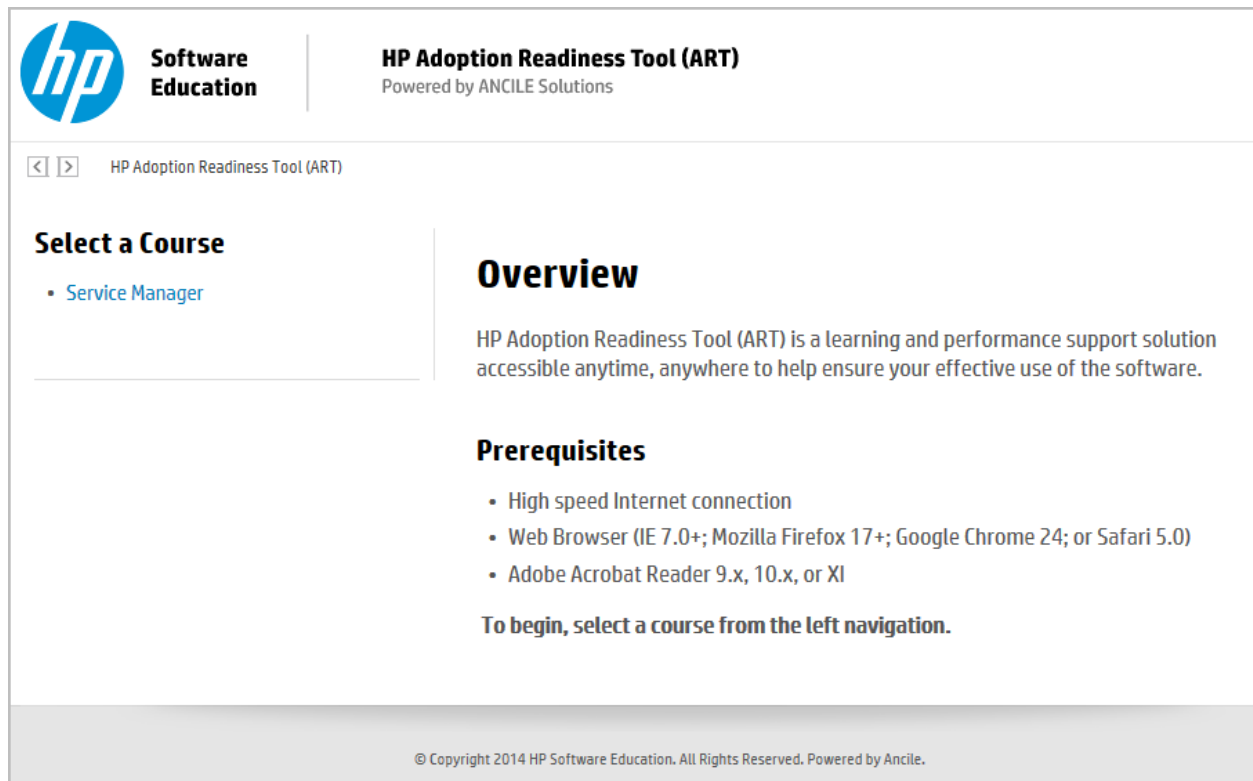 hp
Software
Education
HP Adoption Readiness Tool (ART)
Powered by ANCILE Solutions
< > HP Adoption Readiness Tool (ART)
Select a Course
• Service Manager
Overview
HP Adoption Readiness Tool (ART) is a learning and performance support solution
accessible anytime, anywhere to help ensure your effective use of the software.
Prerequisites
• High speed Internet connection
• Web Browser (IE 7.0+; Mozilla Firefox 17+; Google Chrome 24; or Safari 5.0)
• Adobe Acrobat Reader 9.x, 10.x, or XI
To begin, select a course from the left navigation.
© Copyright 2014 HP Software Education. All Rights Reserved. Powered by Ancile.